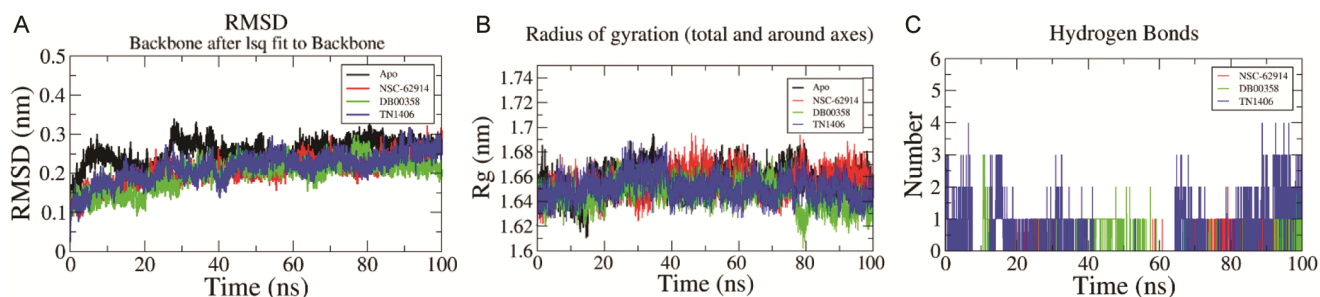 A
RMSD
Backbone after lsq fit to Backbone
RMSD (nm)
0.5
0.4
0.3
0.2
0.1
0
Apo
NSC-62914
DB00358
TN1406
0 20 40 60 80 100
Time (ns)
B
Radius of gyration (total and around axes)
Rg (nm)
1.74
1.72
1.7
1.68
1.66
1.64
1.62
1.6
Apo
NSC-62914
DB00358
TN1406
0 20 40 60 80 100
Time (ns)
C
Hydrogen Bonds
Number
6
5
4
3
2
1
0
NSC-62914
DB00358
TN1406
0 20 40 60 80 100
Time (ns)